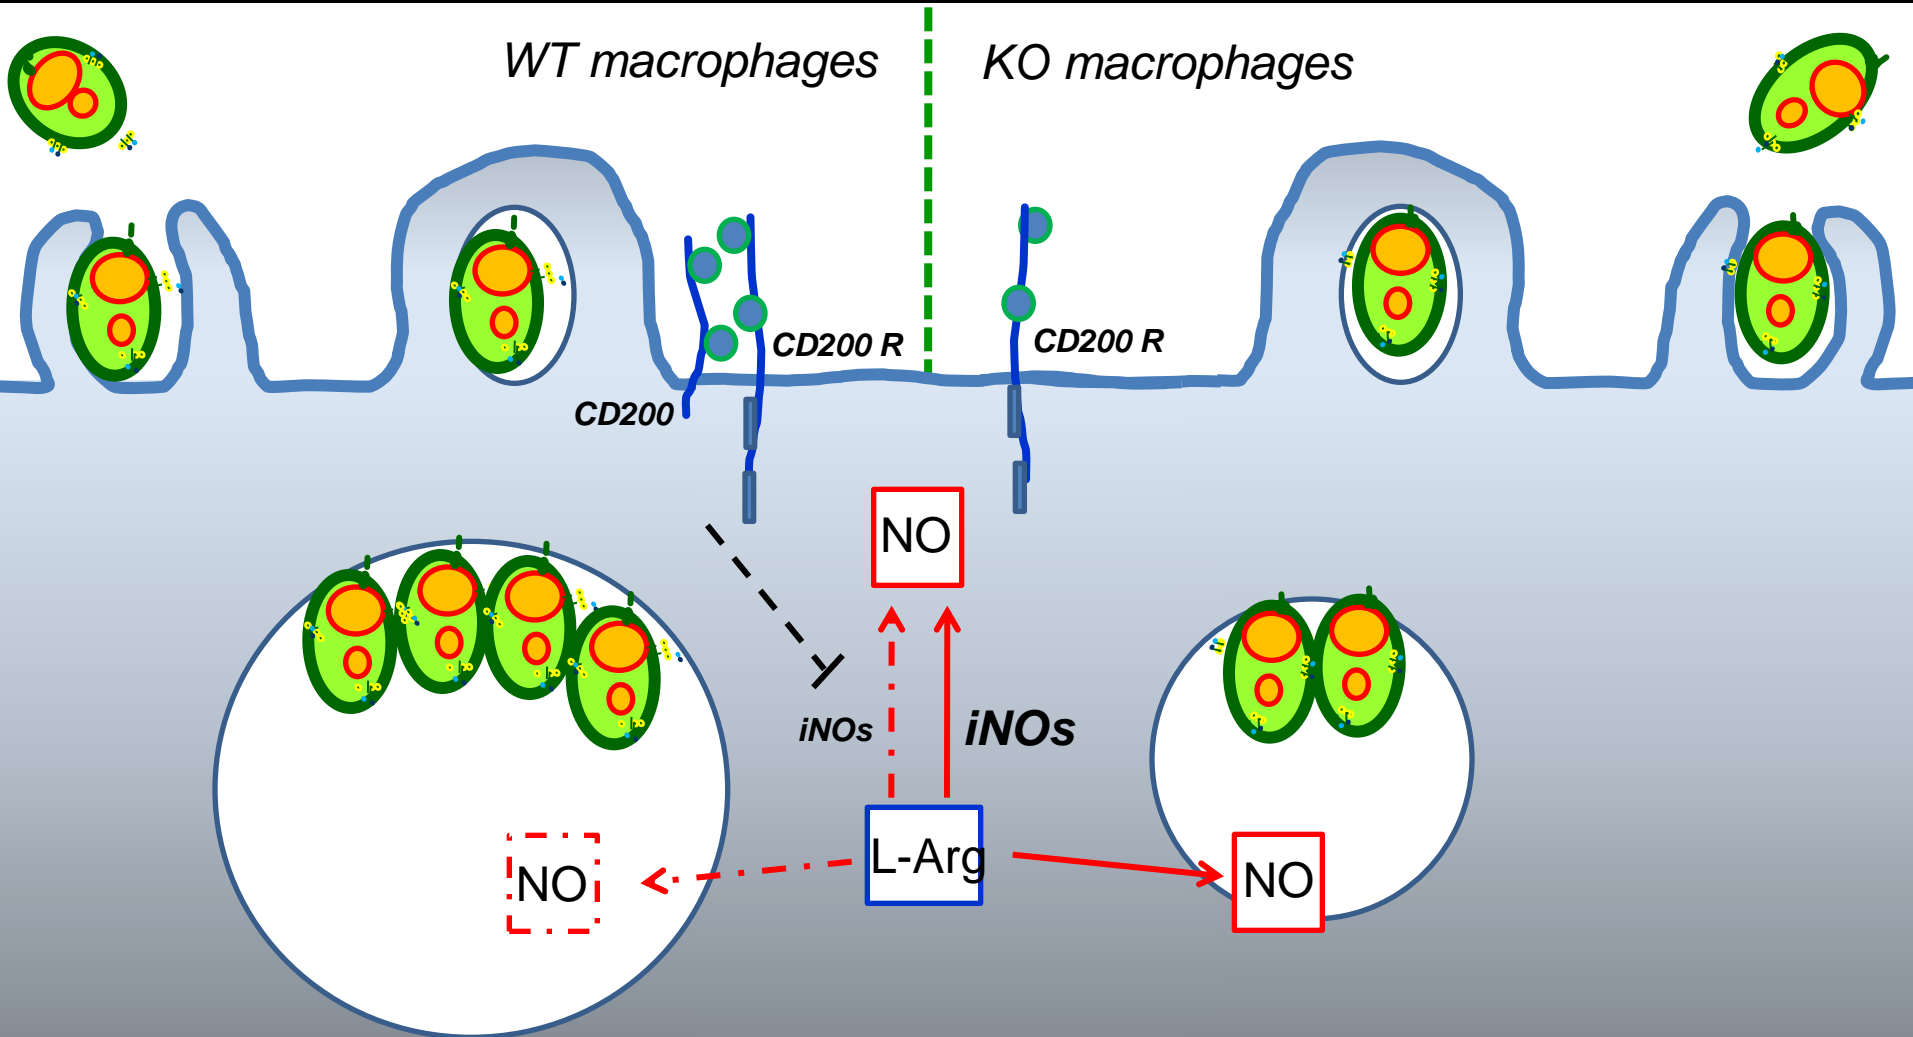 WT macrophages
KO macrophages
CD200 R
CD200 R
CD200
NO
iNOs
iNOs
L-Arg
NO
NO